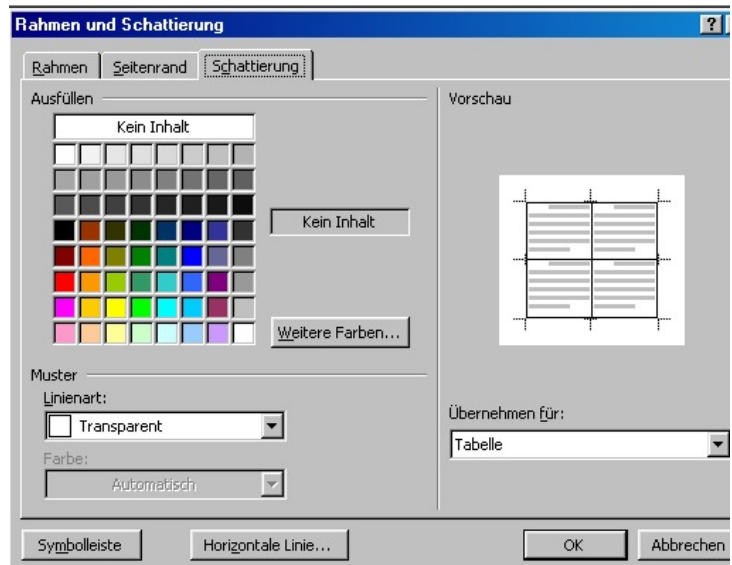 Rahmen und Schattierung
?
Rahmen
Seitenrand
Schattierung
Ausfüllen
Kein Inhalt
Kein Inhalt
Weitere Farben...
Muster
Linienart:
Transparent
Farbe:
Automatisch
Vorschau
Übernehmen für:
Tabelle
Symbolleiste
Horizontale Linie...
OK
Abbrechen